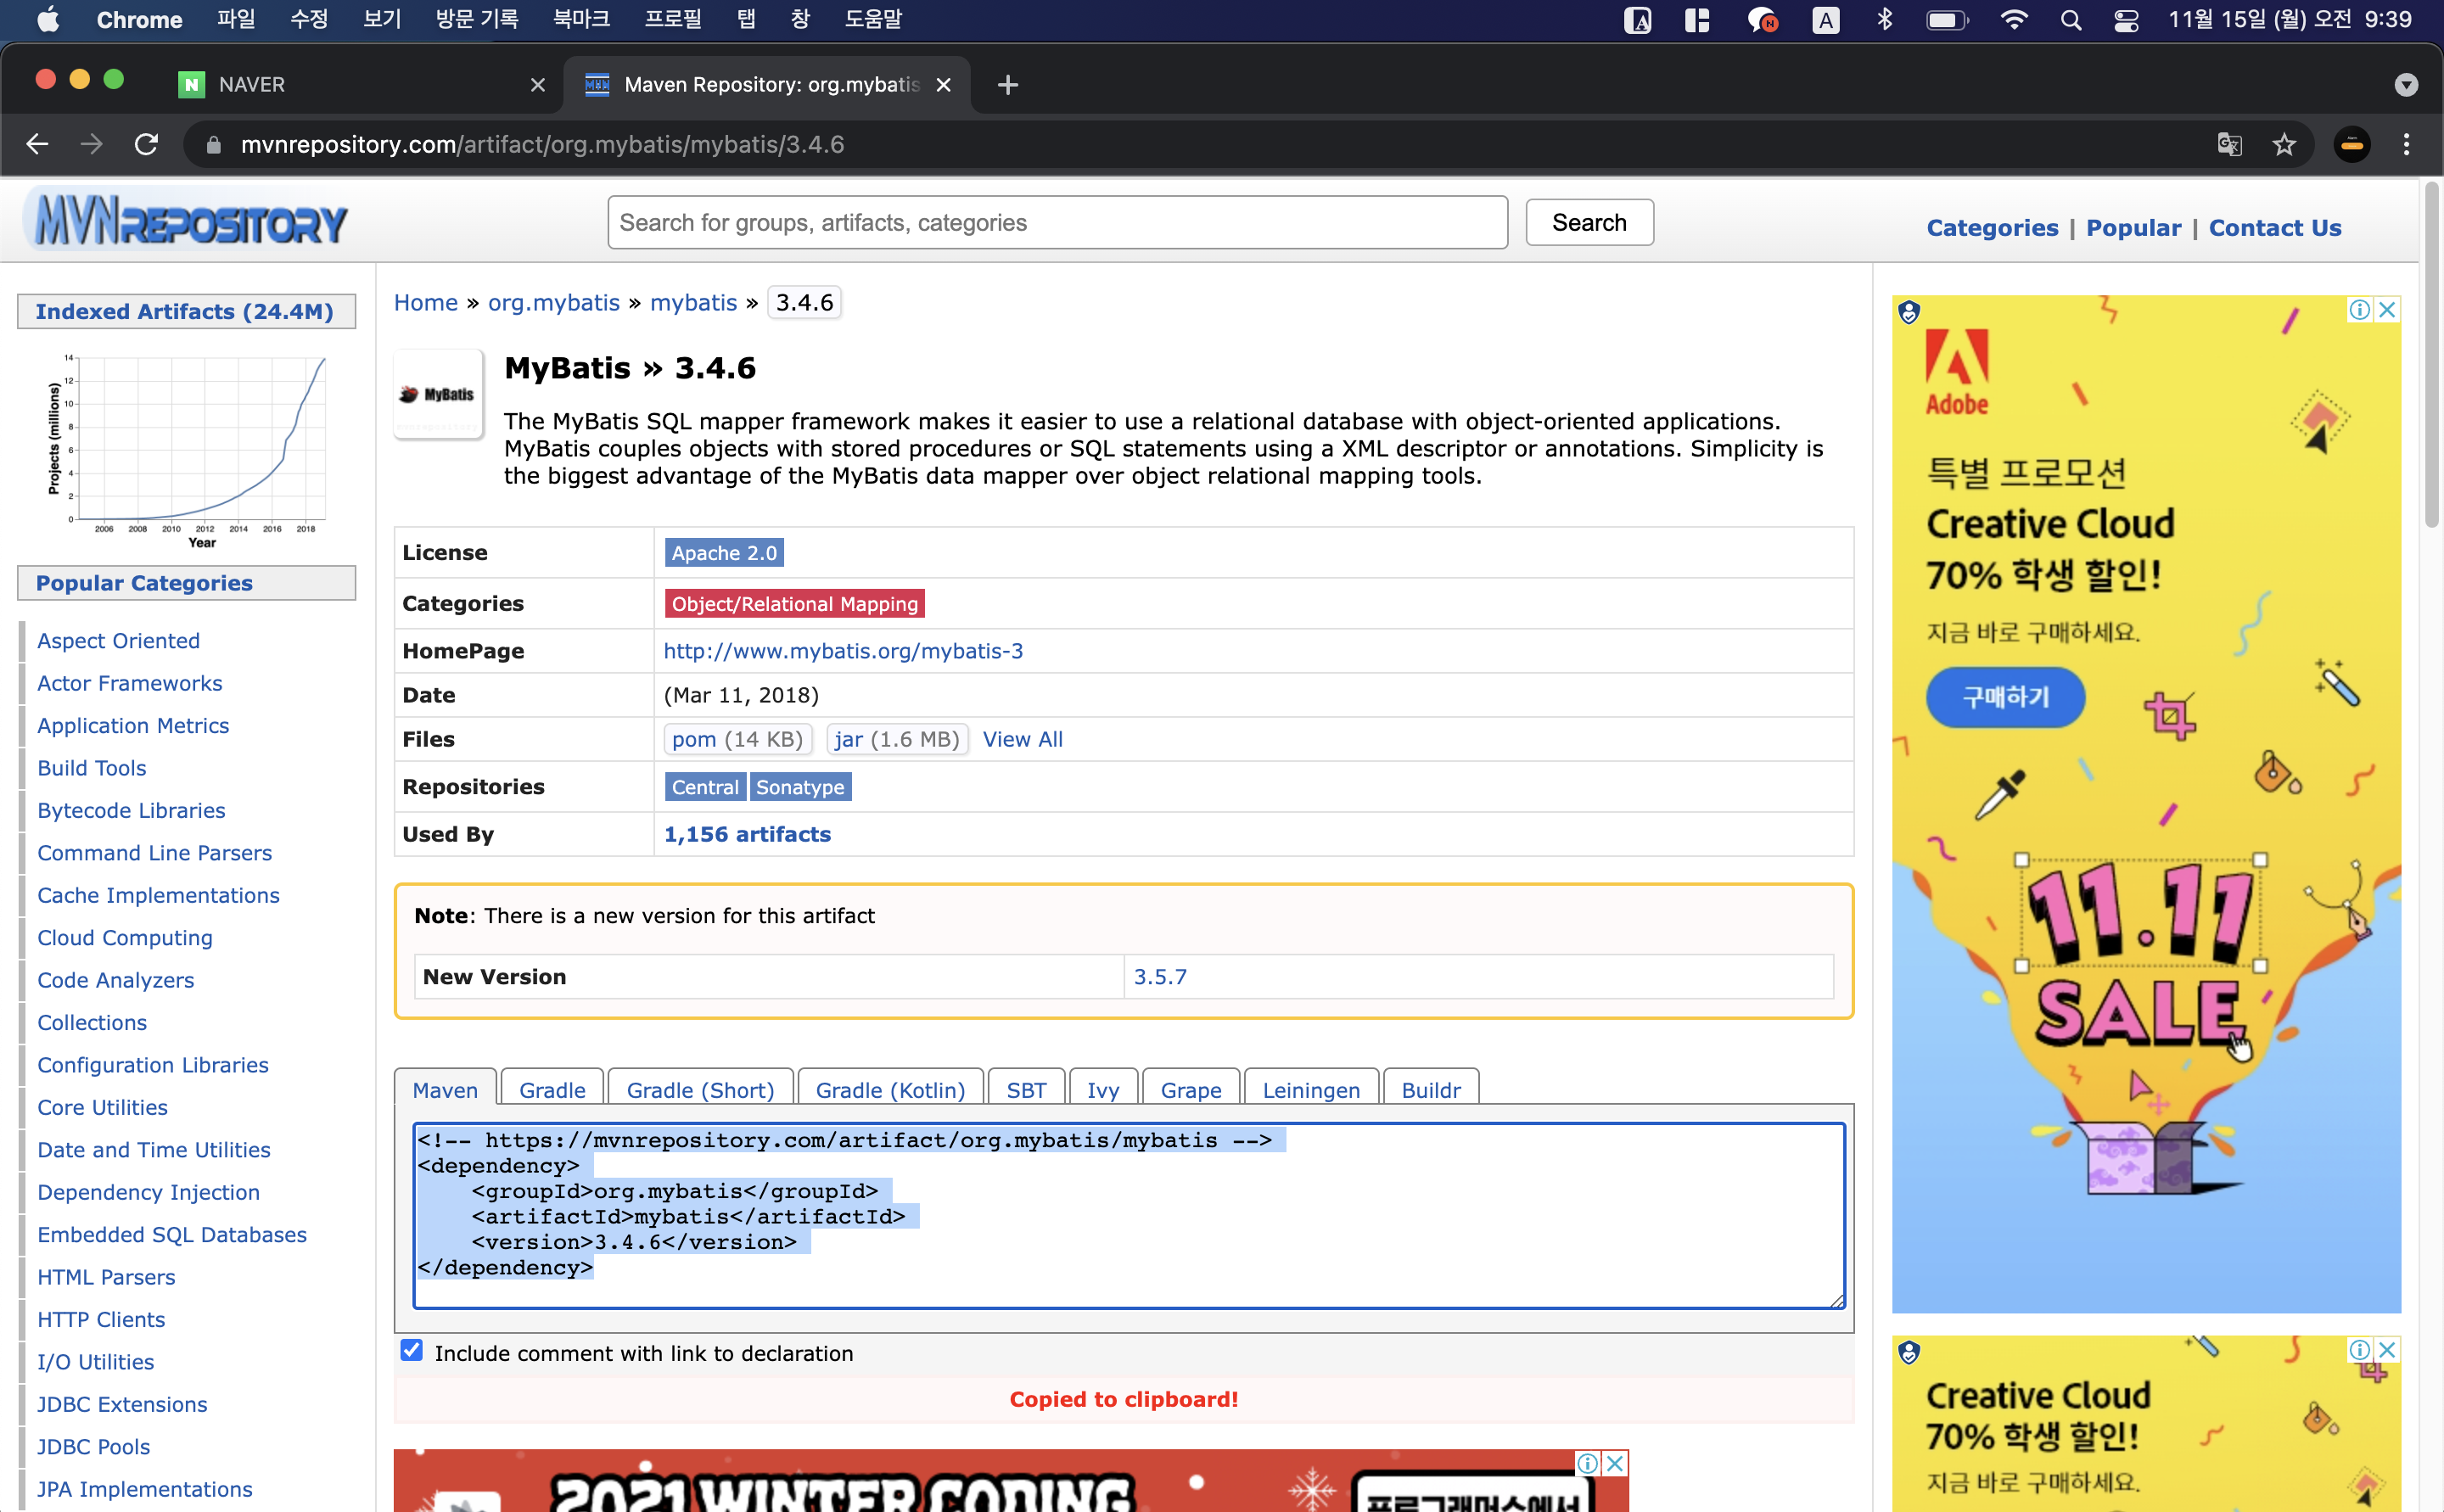 Chrome 파일 수정 보기 방문 기록 북마크 프로필 탭 창 도움말 A 11월 15일 (월) 오전 9:39
NAVER
Maven Repository: org.mybatis
mvnrepository.com/artifact/org.mybatis/mybatis/3.4.6
MVNREPOSITORY
Search for groups, artifacts, categories
Search
Categories | Popular | Contact Us
Indexed Artifacts (24.4M)
Projects (millions)
14
12
10
8
6
4
2
0
2006 2008 2010 2012 2014 2016 2018
Year
Popular Categories
Aspect Oriented
Actor Frameworks
Application Metrics
Build Tools
Bytecode Libraries
Command Line Parsers
Cache Implementations
Cloud Computing
Code Analyzers
Collections
Configuration Libraries
Core Utilities
Date and Time Utilities
Dependency Injection
Embedded SQL Databases
HTML Parsers
HTTP Clients
I/O Utilities
JDBC Extensions
JDBC Pools
JPA Implementations
Home » org.mybatis » mybatis » 3.4.6
MyBatis
MyBatis » 3.4.6
The MyBatis SQL mapper framework makes it easier to use a relational database with object-oriented applications.
MyBatis couples objects with stored procedures or SQL statements using a XML descriptor or annotations. Simplicity is
the biggest advantage of the MyBatis data mapper over object relational mapping tools.
License Apache 2.0
Categories Object/Relational Mapping
HomePage http://www.mybatis.org/mybatis-3
Date (Mar 11, 2018)
Files pom (14 KB) jar (1.6 MB) View All
Repositories Central Sonatype
Used By 1,156 artifacts
Note: There is a new version for this artifact
New Version 3.5.7
Maven Gradle Gradle (Short) Gradle (Kotlin) SBT Ivy Grape Leiningen Buildr
<!-- https://mvnrepository.com/artifact/org.mybatis/mybatis -->
<dependency>
    <groupId>org.mybatis</groupId>
    <artifactId>mybatis</artifactId>
    <version>3.4.6</version>
</dependency>
Include comment with link to declaration
Copied to clipboard!
2021 WINTER CODING
프로그래머스에서
Adobe
특별 프로모션
Creative Cloud
70% 학생 할인!
지금 바로 구매하세요.
구매하기
11.11
SALE
Creative Cloud
70% 학생 할인!
지금 바로 구매하세요.